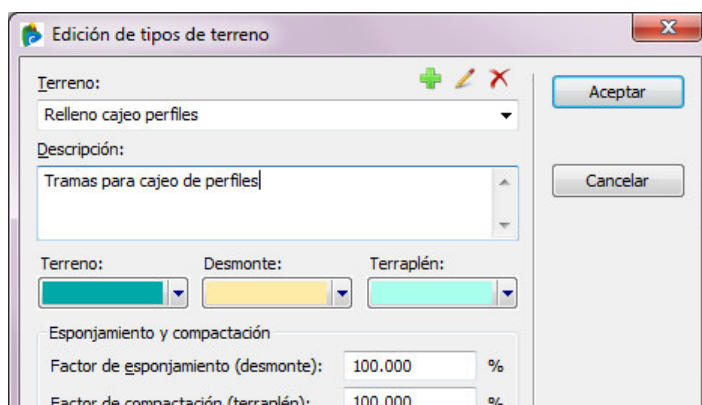 Edición de tipos de terreno
Terreno:
Relleno cajeo perfiles
Descripción:
Tramas para cajeo de perfiles
Aceptar
Cancelar
Terreno: Desmonte: Terraplén:
Esponjamiento y compactación
Factor de esponjamiento (desmonte): 100.000 %
Factor de compactación (terraplén): 100.000 %